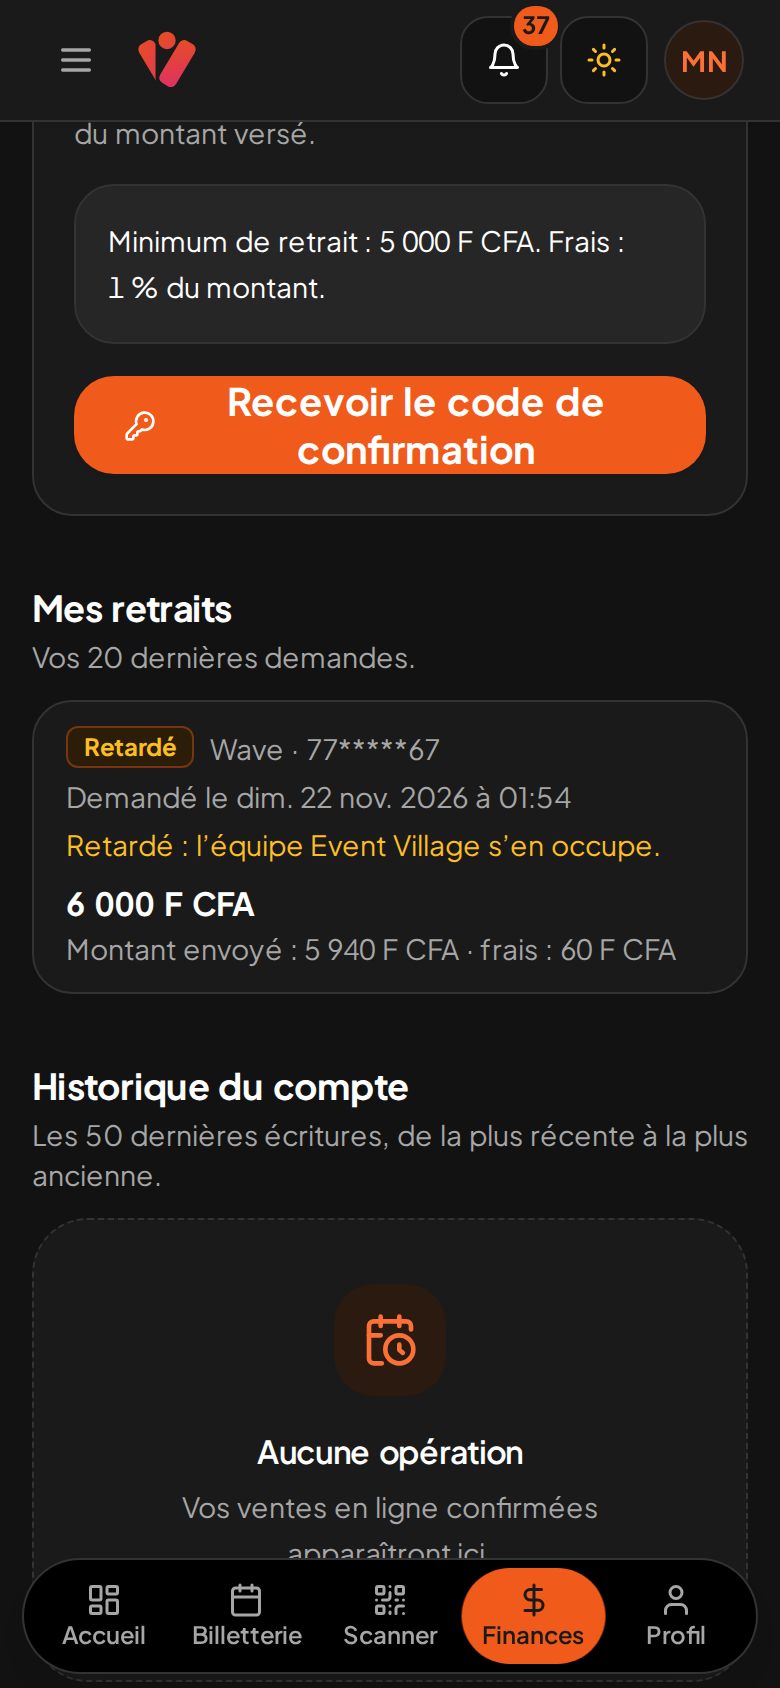 37
MN
du montant versé.
Minimum de retrait : 5 000 F CFA. Frais :
1 % du montant.
Recevoir le code de
confirmation
Mes retraits
Vos 20 dernières demandes.
Retardé Wave · 77*****67
Demandé le dim. 22 nov. 2026 à 01:54
Retardé : l’équipe Event Village s’en occupe.
6 000 F CFA
Montant envoyé : 5 940 F CFA · frais : 60 F CFA
Historique du compte
Les 50 dernières écritures, de la plus récente à la plus
ancienne.
Aucune opération
Vos ventes en ligne confirmées
apparaîtront ici
Accueil Billetterie Scanner Finances Profil